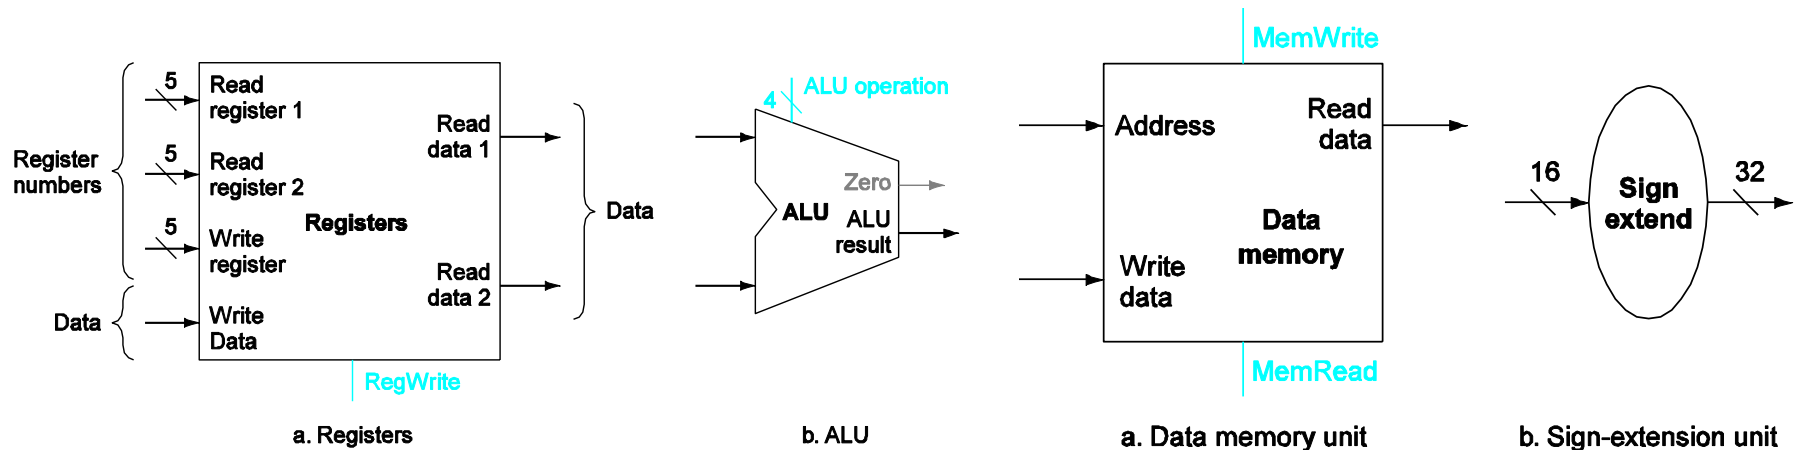 Register
numbers
Data
5
5
5
Read
register 1
Read
register 2
Write
register
Write
Data
Registers
Read
data 1
Read
data 2
RegWrite
Data
a. Registers
4
ALU operation
ALU
Zero
ALU
result
b. ALU
MemWrite
Address
Read
data
Write
data
Data
memory
MemRead
a. Data memory unit
16
Sign
extend
32
b. Sign-extension unit